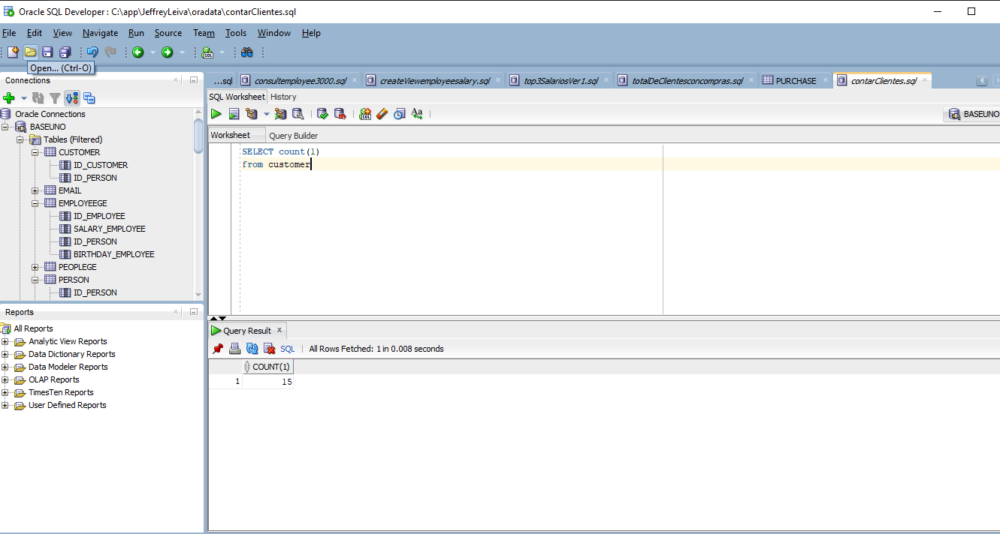 Oracle SQL Developer : C:\app\JeffreyLeiva\oradata\contarClientes.sql
File Edit View Navigate Run Source Team Tools Window Help
Open... (Ctrl-O)
Connections
Oracle Connections
BASEUNO
Tables (Filtered)
CUSTOMER
ID_CUSTOMER
ID_PERSON
EMAIL
EMPLOYEEGE
ID_EMPLOYEE
SALARY_EMPLOYEE
ID_PERSON
BIRTHDAY_EMPLOYEE
PEOPLEGE
PERSON
ID_PERSON
Reports
All Reports
Analytic View Reports
Data Dictionary Reports
Data Modeler Reports
OLAP Reports
TimesTen Reports
User Defined Reports
...sql consultemployee3000.sql createViewemployeesalary.sql top3SalariosVer1.sql totalDeClientesconcompras.sql PURCHASE contarClientes.sql
SQL Worksheet History
SQL Aa BASEUNO
Worksheet Query Builder
SELECT count(1)
from customer
Query Result x
SQL All Rows Fetched: 1 in 0.008 seconds
COUNT(1)
1 15